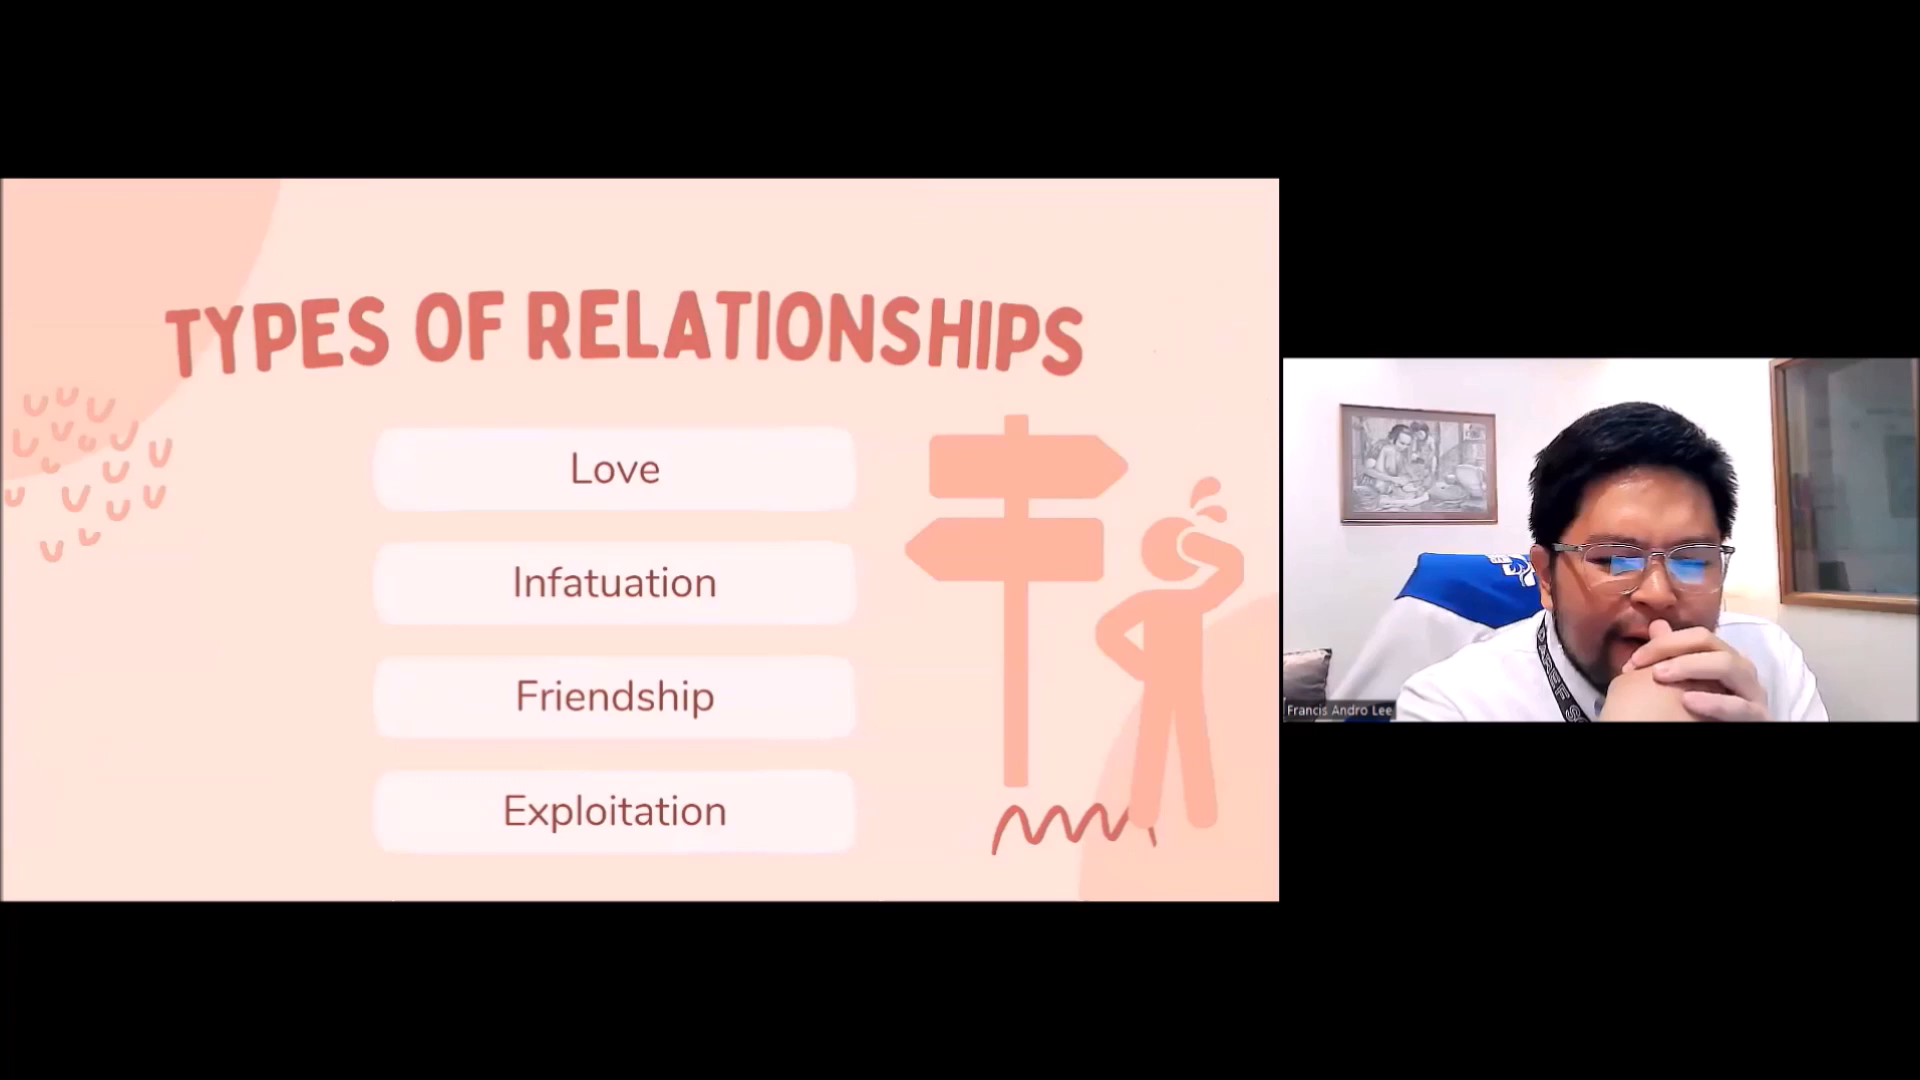 TYPES OF RELATIONSHIPS
Love
Infatuation
Friendship
Exploitation
Francis Andro Lee